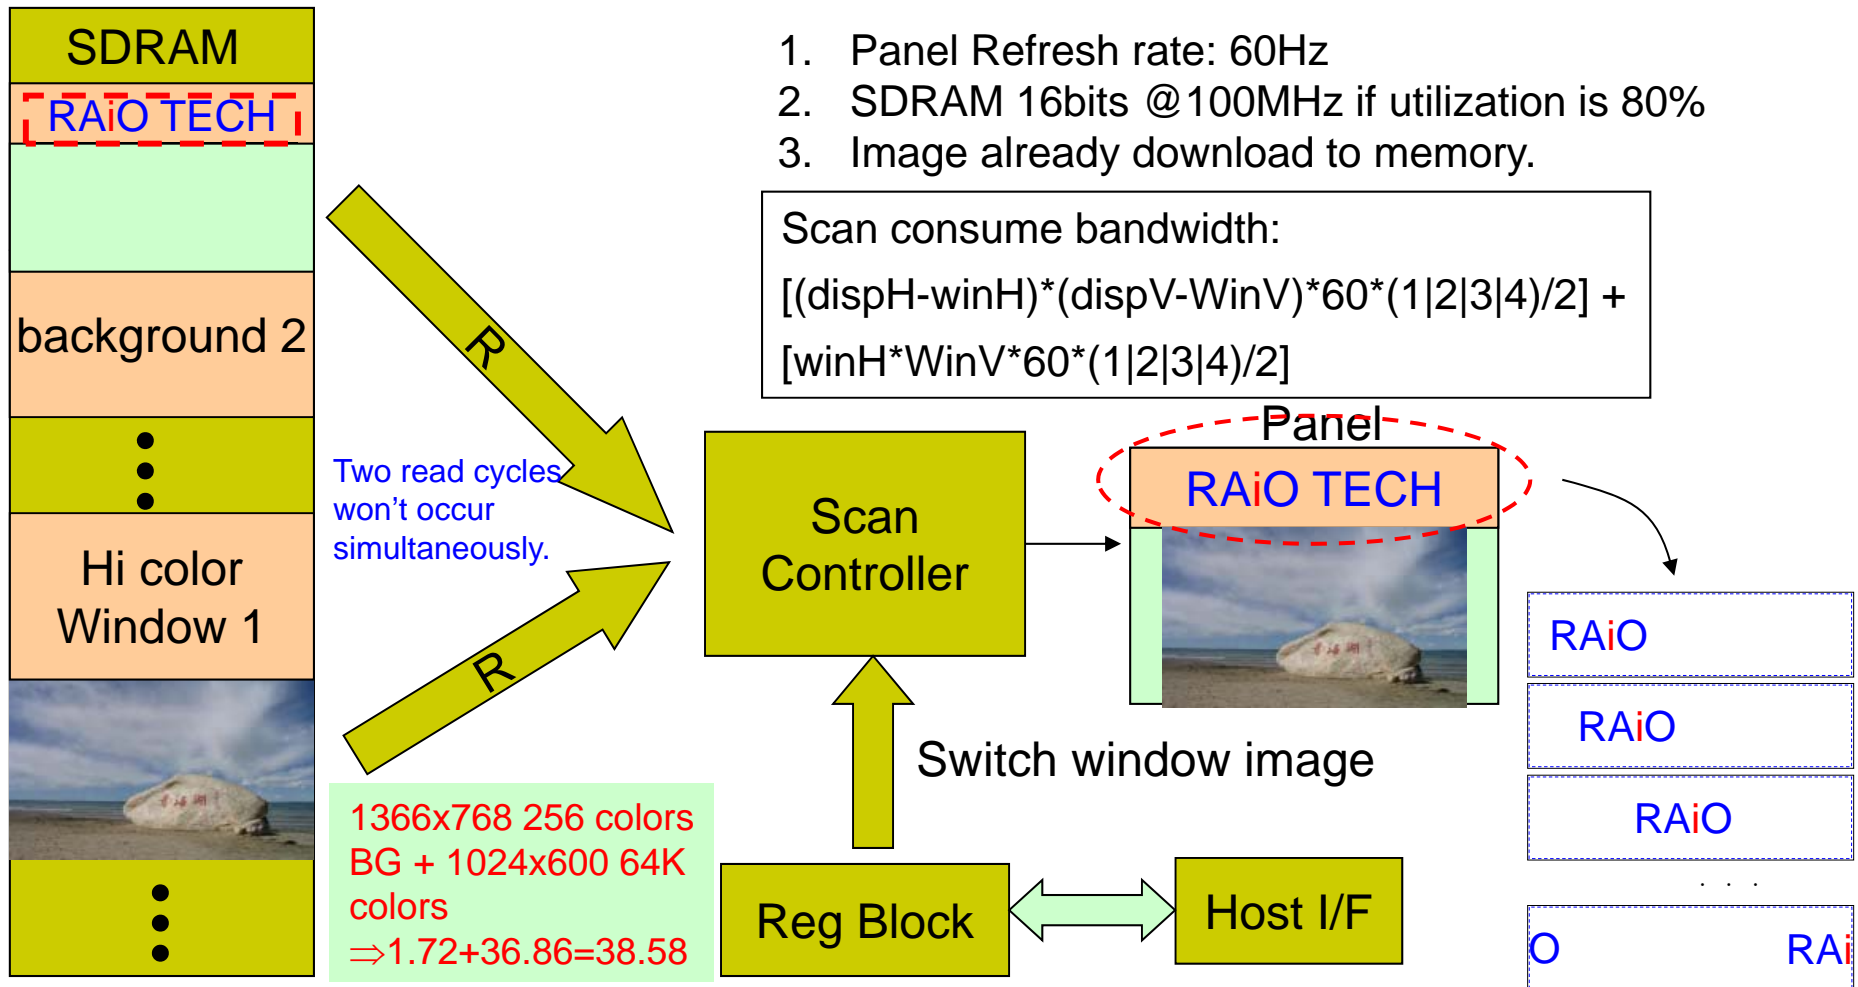 SDRAM
RAiO TECH
background 2
Hi color
Window 1
1. Panel Refresh rate: 60Hz
2. SDRAM 16bits @100MHz if utilization is 80%
3. Image already download to memory.
Scan consume bandwidth:
[(dispH-winH)*(dispV-WinV)*60*(1|2|3|4)/2] +
[winH*WinV*60*(1|2|3|4)/2]
R
Two read cycles
won't occur
simultaneously.
R
Scan
Controller
Panel
RAiO TECH
RAiO
RAiO
RAiO
. . .
O RAi
Switch window image
1366x768 256 colors
BG + 1024x600 64K
colors
⇒1.72+36.86=38.58
Reg Block
Host I/F